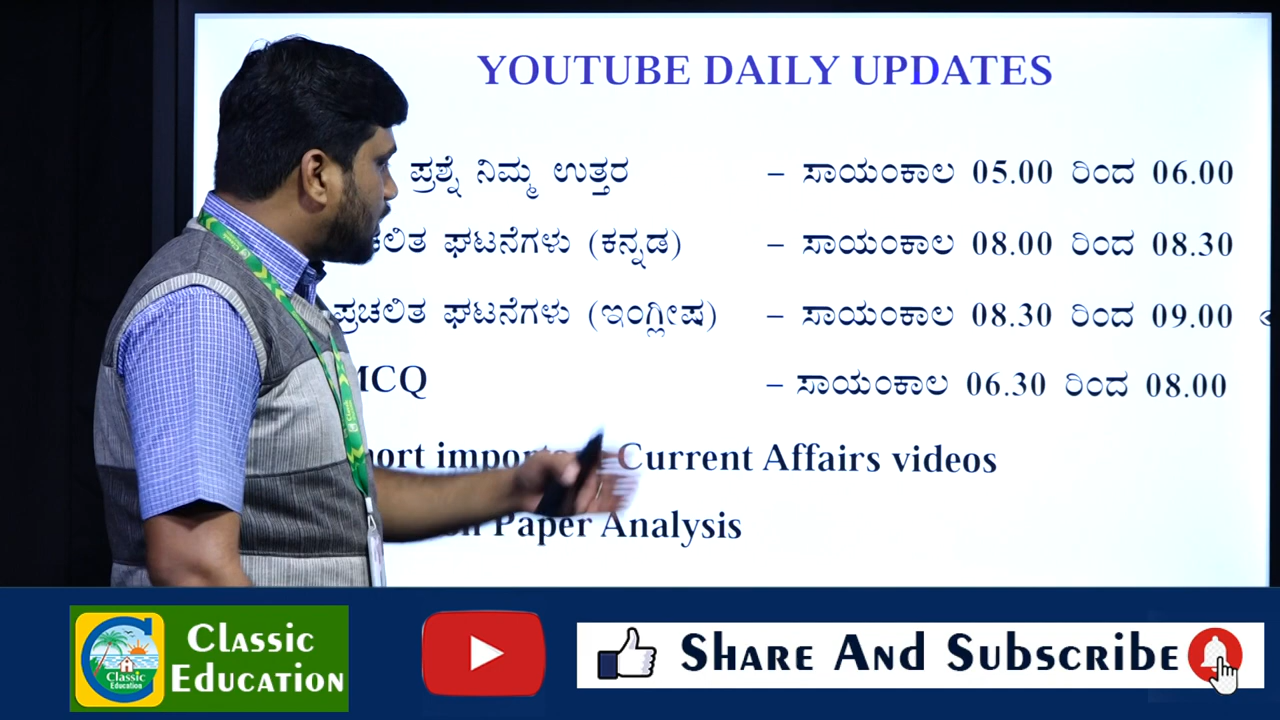 YOUTUBE DAILY UPDATES
ಪ್ರಶ್ನೆ ನಿಮ್ಮ ಉತ್ತರ – ಸಾಯಂಕಾಲ 05.00 ರಿಂದ 06.00
ಘಟನೆಗಳು (ಕನ್ನಡ) – ಸಾಯಂಕಾಲ 08.00 ರಿಂದ 08.30
ಪ್ರಚಲಿತ ಘಟನೆಗಳು (ಇಂಗ್ಲೀಷ) – ಸಾಯಂಕಾಲ 08.30 ರಿಂದ 09.00
MCQ – ಸಾಯಂಕಾಲ 06.30 ರಿಂದ 08.00
Current Affairs videos
Paper Analysis
Classic Education
CLASSIC EDUCATION
SHARE AND SUBSCRIBE